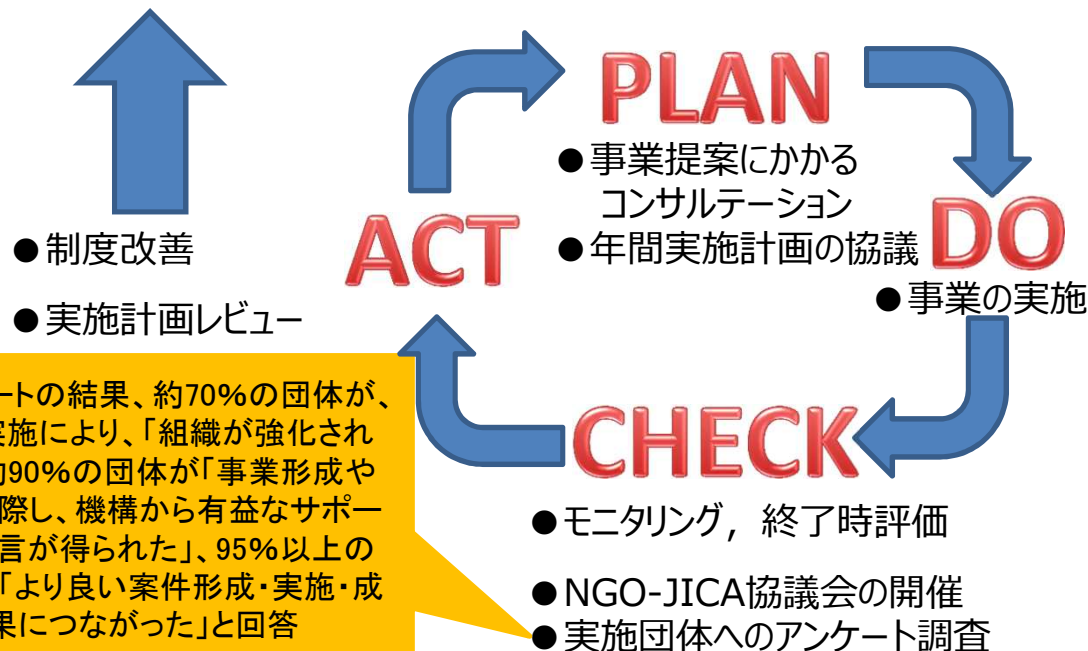 PLAN
●事業提案にかかる
コンサルテーション
●年間実施計画の協議
DO
●事業の実施
ACT
●制度改善
●実施計画レビュー
CHECK
●モニタリング，終了時評価
●NGO-JICA協議会の開催
●実施団体へのアンケート調査
ートの結果、約70%の団体が、
実施により、「組織が強化され
約90%の団体が「事業形成や
際し、機構から有益なサポー
言が得られた」、95%以上の
「より良い案件形成・実施・成
果につながった」と回答